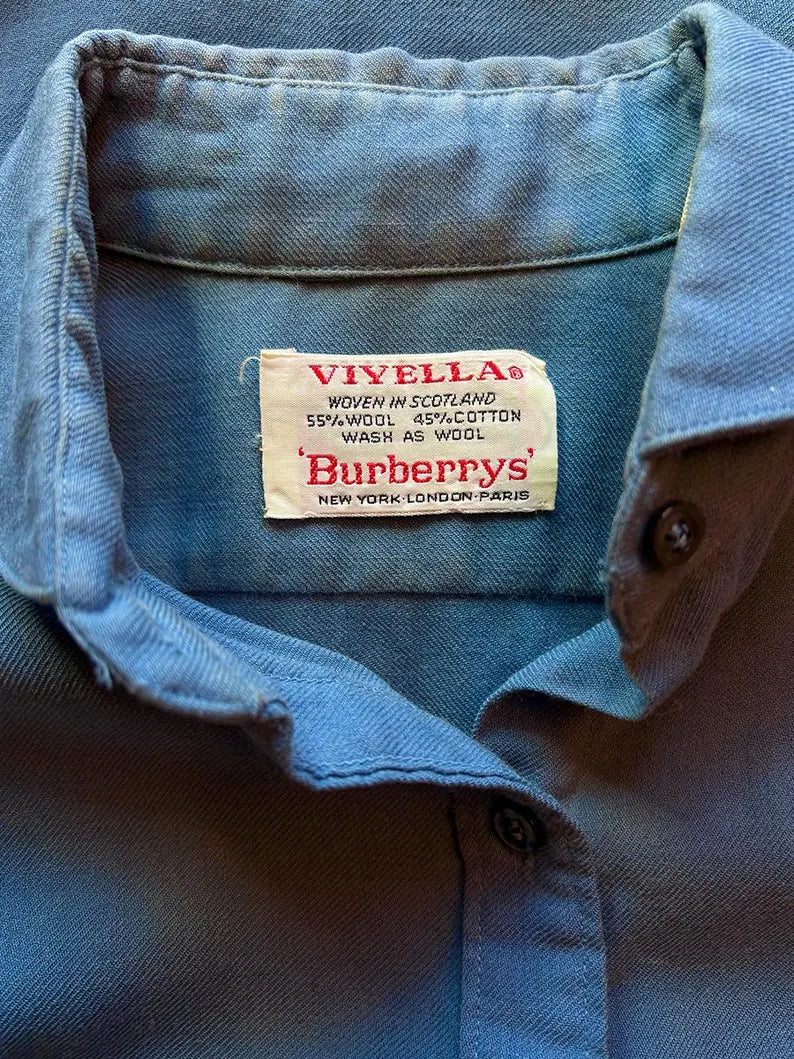 VIYELLA®
WOVEN IN SCOTLAND
55% WOOL 45% COTTON
WASH AS WOOL
'Burberrys'
NEW YORK·LONDON·PARIS